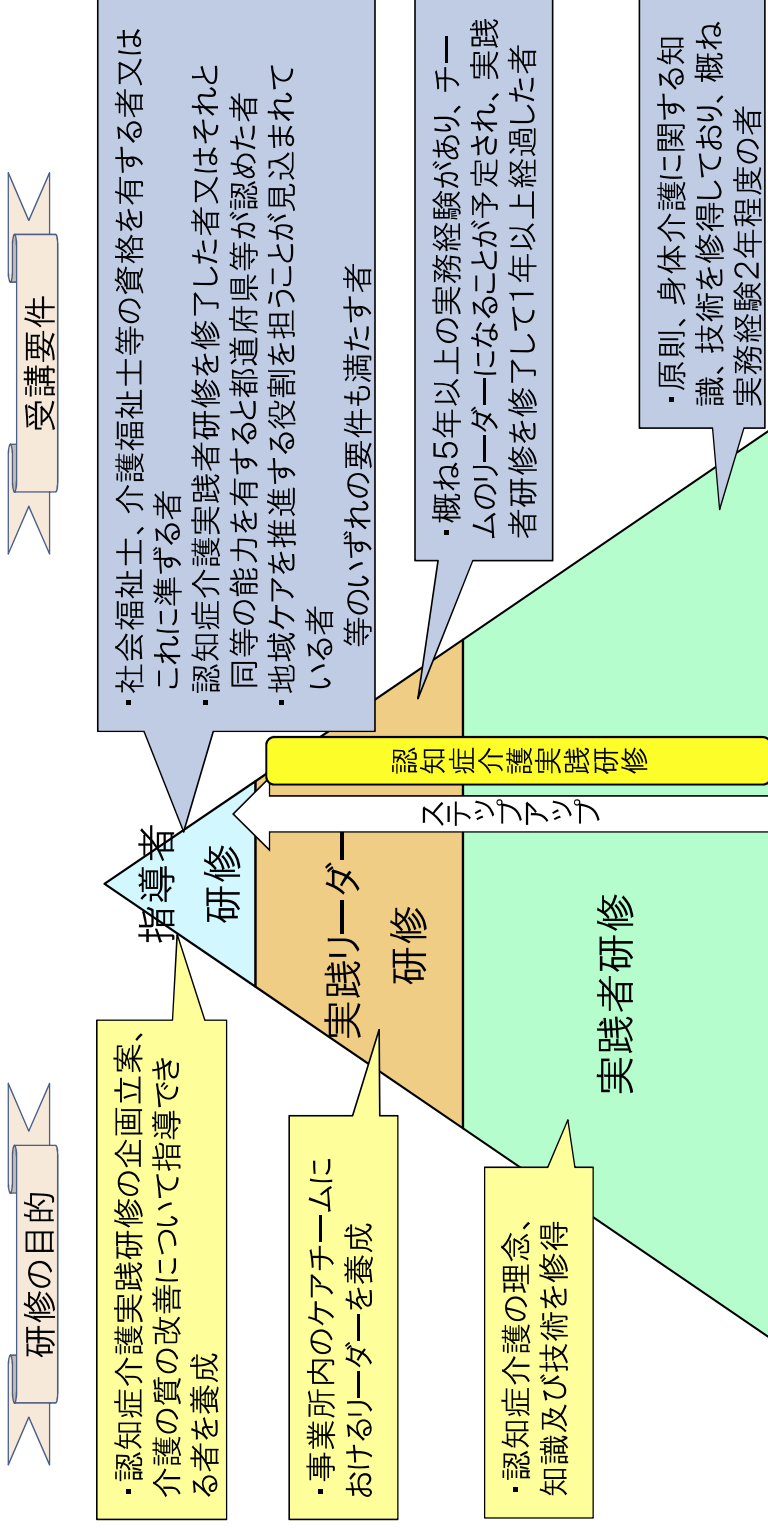 研修の目的
受講要件
・認知症介護実践研修の企画立案、
介護の質の改善について指導でき
る者を養成
指導者
研修
・社会福祉士、介護福祉士等の資格を有する者又は
これに準ずる者
・認知症介護実践者研修を修了した者又はそれと
同等の能力を有すると都道府県等が認めた者
・地域ケアを推進する役割を担うことが見込まれて
いる者
等のいずれの要件も満たす者
・事業所内のケアチームに
おけるリーダーを養成
実践リーダー
研修
・概ね5年以上の実務経験があり、チー
ムのリーダーになることが予定され、実践
者研修を修了して1年以上経過した者
・認知症介護の理念、
知識及び技術を修得
実践者研修
ステップアップ
認知症介護実践研修
・原則、身体介護に関する知
識、技術を修得しており、概ね
実務経験2年程度の者